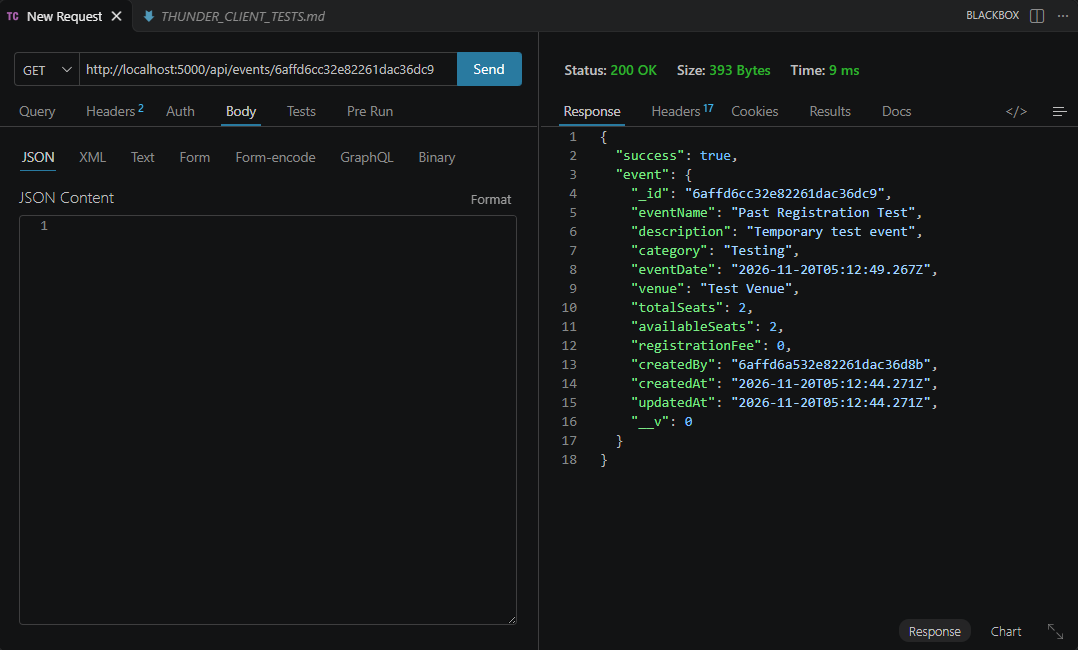 TC New Request THUNDER_CLIENT_TESTS.md BLACKBOX
GET http://localhost:5000/api/events/6affd6cc32e82261dac36dc9 Send
Query Headers 2 Auth Body Tests Pre Run
JSON XML Text Form Form-encode GraphQL Binary
JSON Content Format
1
Status: 200 OK Size: 393 Bytes Time: 9 ms
Response Headers 17 Cookies Results Docs </>
1 {
2 "success": true,
3 "event": {
4 "_id": "6affd6cc32e82261dac36dc9",
5 "eventName": "Past Registration Test",
6 "description": "Temporary test event",
7 "category": "Testing",
8 "eventDate": "2026-11-20T05:12:49.267Z",
9 "venue": "Test Venue",
10 "totalSeats": 2,
11 "availableSeats": 2,
12 "registrationFee": 0,
13 "createdBy": "6affd6a532e82261dac36d8b",
14 "createdAt": "2026-11-20T05:12:44.271Z",
15 "updatedAt": "2026-11-20T05:12:44.271Z",
16 "__v": 0
17 }
18 }
Response Chart